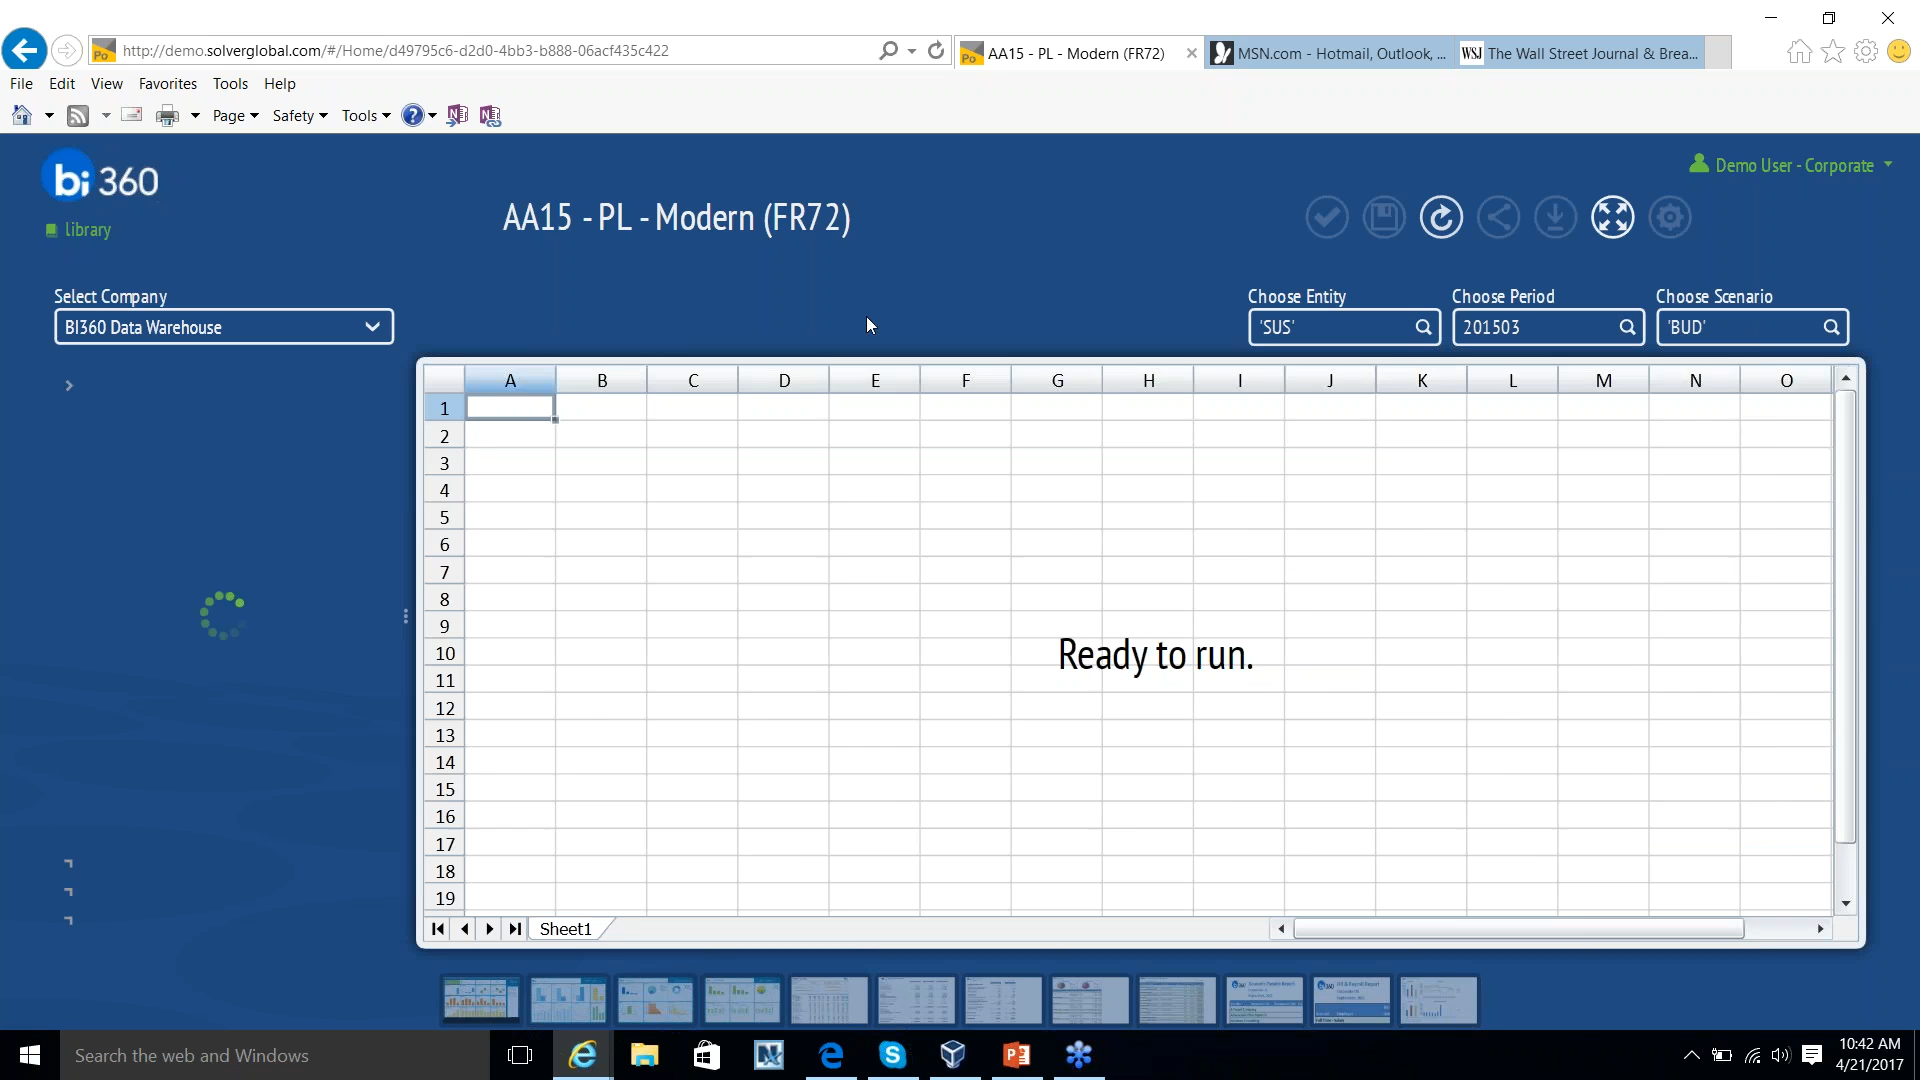 http://demo.solverglobal.com/#/Home/d49795c6-d2d0-4bb3-b888-06acf435c422
AA15 - PL - Modern (FR72)
MSN.com - Hotmail, Outlook, ...
WSJ The Wall Street Journal & Brea...
File Edit View Favorites Tools Help
Page Safety Tools
bi 360
Demo User - Corporate
library
AA15 - PL - Modern (FR72)
Select Company
BI360 Data Warehouse
Choose Entity Choose Period Choose Scenario
'SUS' 201503 'BUD'
A B C D E F G H I J K L M N O
1
2
3
4
5
6
7
8
9
10
11
12
13
14
15
16
17
18
19
Ready to run.
Sheet1
Search the web and Windows
10:42 AM
4/21/2017